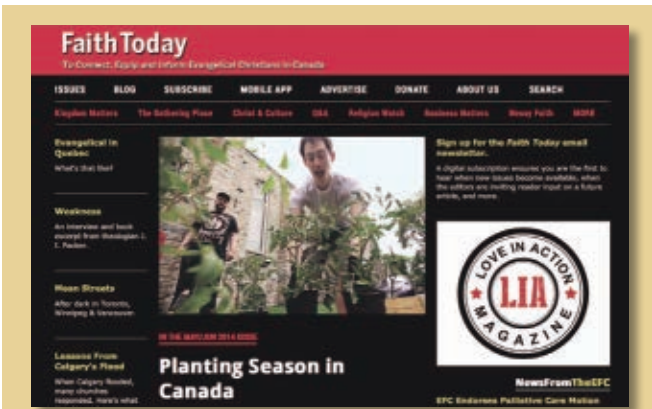 FaithToday
To Connect, Equip and Inform Evangelical Christians in Canada
ISSUES BLOG SUBSCRIBE MOBILE APP ADVERTISE DONATE ABOUT US SEARCH
Kingdom Matters The Gathering Place Christ & Culture Q&A Religion Watch Business Matters Messy Faith MORE
Evangelical in
Quebec
What's that like?
Weakness
An interview and book
excerpt from theologian J.
I. Packer.
Mean Streets
After dark in Toronto,
Winnipeg & Vancouver
Lessons From
Calgary's Flood
When Calgary flooded,
many churches
responded. Here's what
IN THE MAY/JUN 2014 ISSUE
Planting Season in
Canada
Sign up for the Faith Today email
newsletter.
A digital subscription ensures you are the first to
hear when new issues become available, when
the editors are inviting reader input on a future
article, and more.
LOVE IN ACTION
LIA
MAGAZINE
NewsFromTheEFC
EFC Endorses Palliative Care Motion